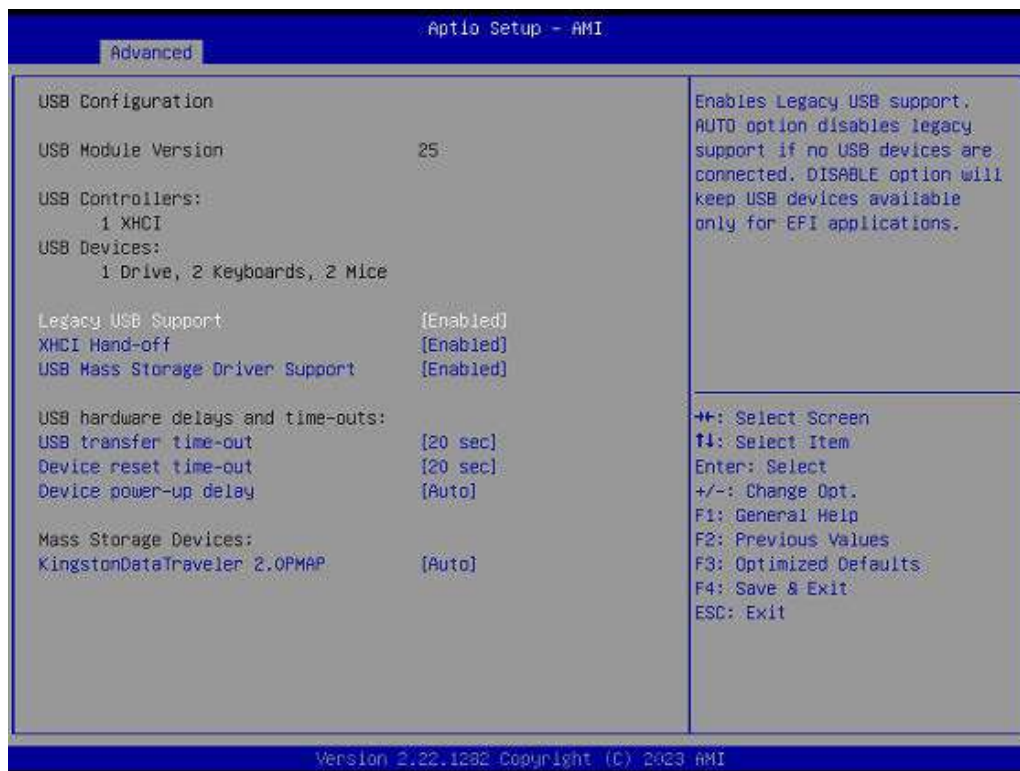 Aptio Setup - AMI
Advanced
USB Configuration
USB Module Version 25
USB Controllers:
1 XHCI
USB Devices:
1 Drive, 2 Keyboards, 2 Mice
Legacy USB Support [Enabled]
XHCI Hand-off [Enabled]
USB Mass Storage Driver Support [Enabled]
USB hardware delays and time-outs:
USB transfer time-out [20 sec]
Device reset time-out [20 sec]
Device power-up delay [Auto]
Mass Storage Devices:
KingstonDataTraveler 2.0PMAP [Auto]
Enables Legacy USB support.
AUTO option disables legacy
support if no USB devices are
connected. DISABLE option will
keep USB devices available
only for EFI applications.
→←: Select Screen
↑↓: Select Item
Enter: Select
+/-: Change Opt.
F1: General Help
F2: Previous Values
F3: Optimized Defaults
F4: Save & Exit
ESC: Exit
Version 2.22.1282 Copyright (C) 2023 AMI